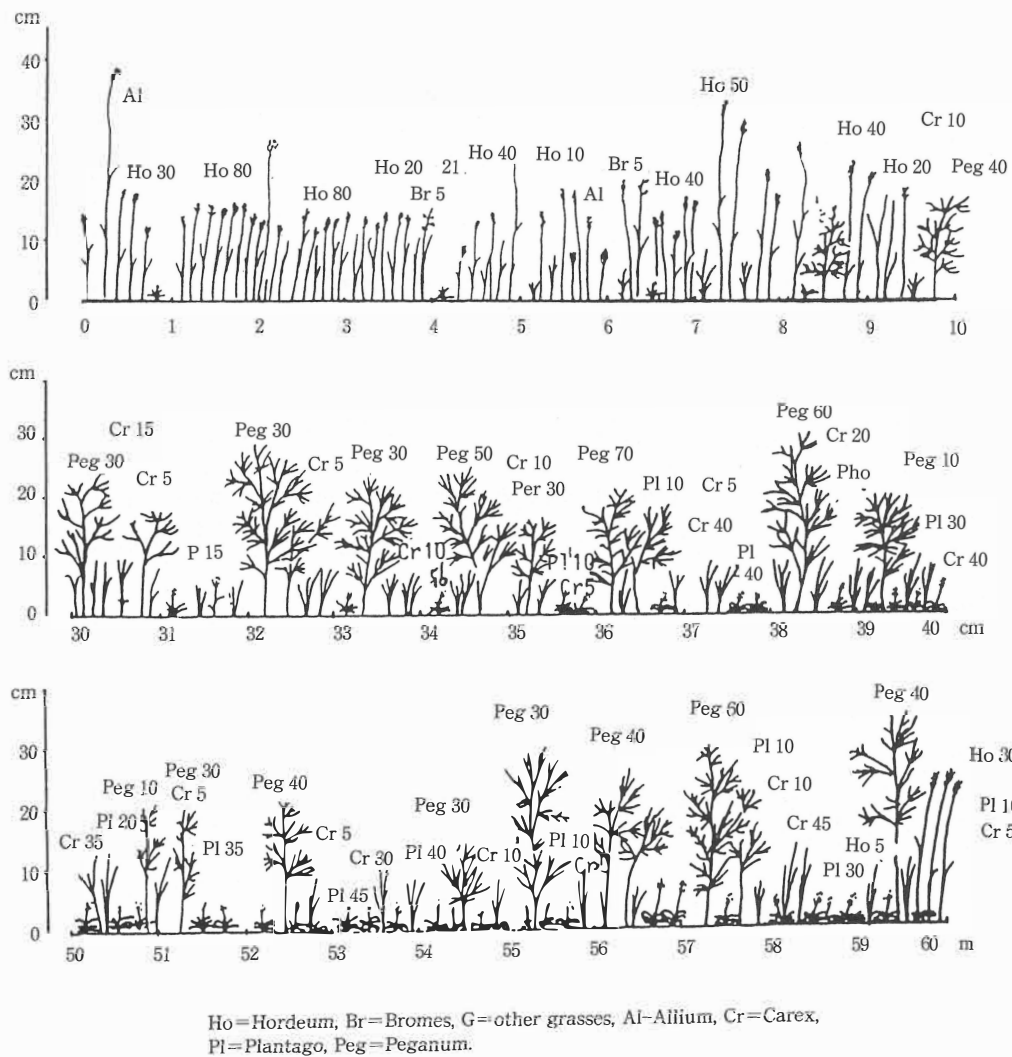 cm
40
Al
Ho 50
30
Ho 40
Cr 10
Ho 30 Ho 80 Ho 20 21 Ho 40 Ho 10 Br 5 Ho 20 Peg 40
20
Ho 80 Br 5 Al Ho 40
10
0
0 1 2 3 4 5 6 7 8 9 10
cm
30
Cr 15 Peg 30 Peg 60
Peg 30 Cr 5 Cr 5 Peg 30 Peg 50 Cr 10 Peg 70 Cr 20 Peg 10
20
Per 30 Pl 10 Cr 5 Pho
Cr 40 Pl 30
10
P 15 Cr 10 Pl 10 Pl Cr 40
Cr5 40
0
30 31 32 33 34 35 36 37 38 39 40 cm
cm
Peg 30 Peg 60 Peg 40
30
Peg 40 Pl 10 Ho 30
Peg 10 Peg 30 Peg 40 Cr 10
20
Cr 5 Peg 30 Pl 10
Pl 20 Cr 5 Cr 45 Cr 5
Cr 35 Pl 35 Cr 30 Pl 40 Cr 10 Pl 10 Ho 5
10
Pl 45 Cr5 Pl 30
0
50 51 52 53 54 55 56 57 58 59 60 m
Ho=Hordeum, Br=Bromes, G=other grasses, Al-Allium, Cr=Carex,
Pl=Plantago, Peg=Peganum.